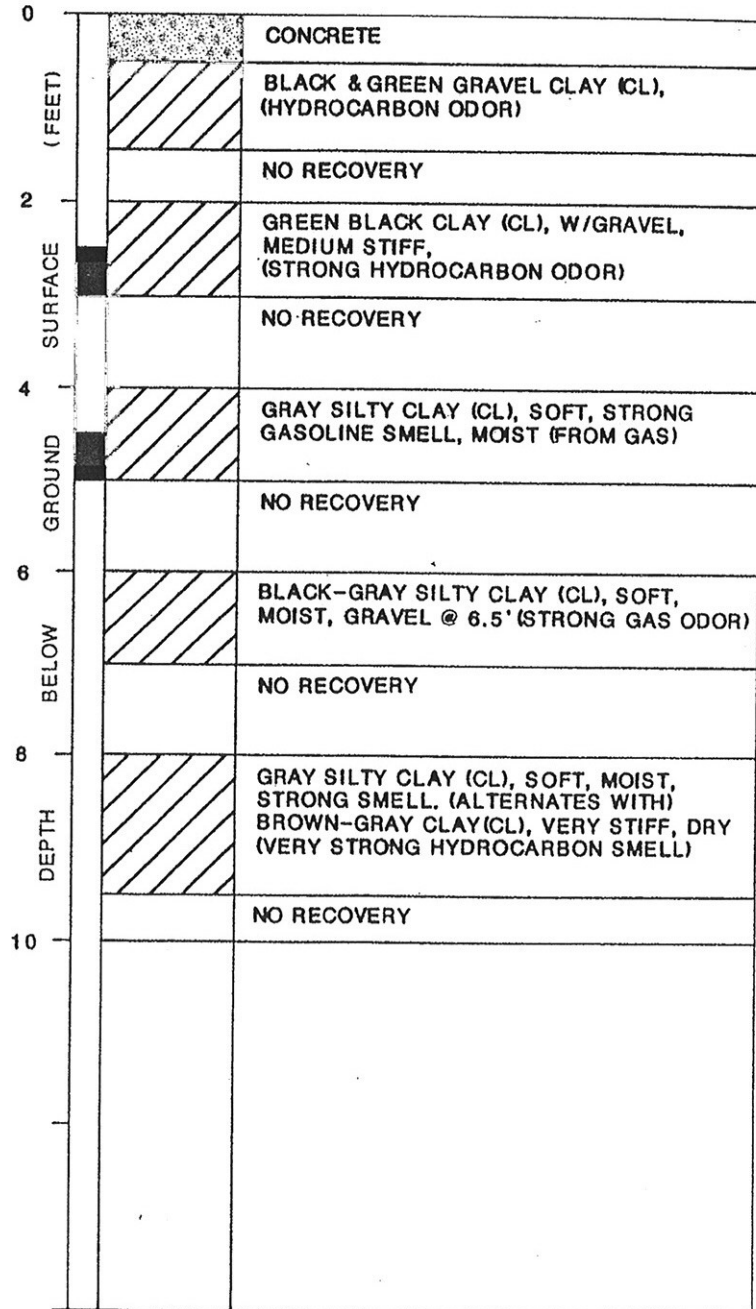 0
CONCRETE
BLACK & GREEN GRAVEL CLAY (CL),
(HYDROCARBON ODOR)
NO RECOVERY
2
GREEN BLACK CLAY (CL), W/GRAVEL,
MEDIUM STIFF,
(STRONG HYDROCARBON ODOR)
NO RECOVERY
4
GRAY SILTY CLAY (CL), SOFT, STRONG
GASOLINE SMELL, MOIST (FROM GAS)
NO RECOVERY
6
BLACK-GRAY SILTY CLAY (CL), SOFT,
MOIST, GRAVEL @ 6.5' (STRONG GAS ODOR)
NO RECOVERY
8
GRAY SILTY CLAY (CL), SOFT, MOIST,
STRONG SMELL. (ALTERNATES WITH)
BROWN-GRAY CLAY(CL), VERY STIFF, DRY
(VERY STRONG HYDROCARBON SMELL)
NO RECOVERY
10
DEPTH BELOW GROUND SURFACE (FEET)